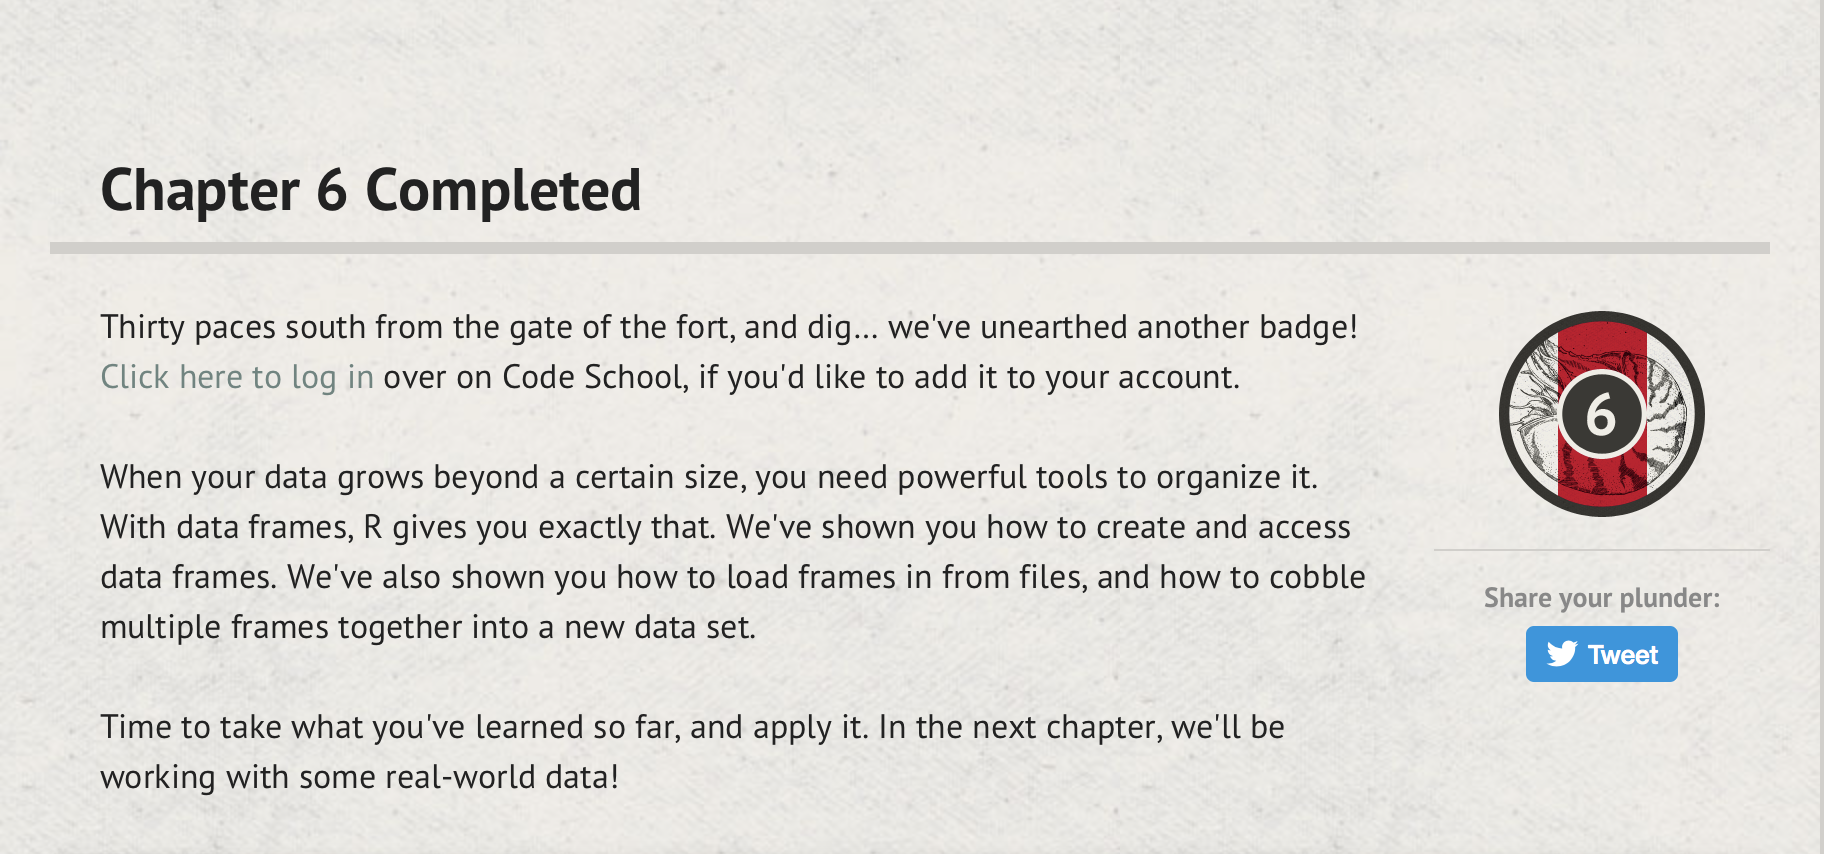 Chapter 6 Completed
Thirty paces south from the gate of the fort, and dig... we've unearthed another badge!
Click here to log in over on Code School, if you'd like to add it to your account.
6
When your data grows beyond a certain size, you need powerful tools to organize it.
With data frames, R gives you exactly that. We've shown you how to create and access
data frames. We've also shown you how to load frames in from files, and how to cobble
multiple frames together into a new data set.
Share your plunder:
Tweet
Time to take what you've learned so far, and apply it. In the next chapter, we'll be
working with some real-world data!